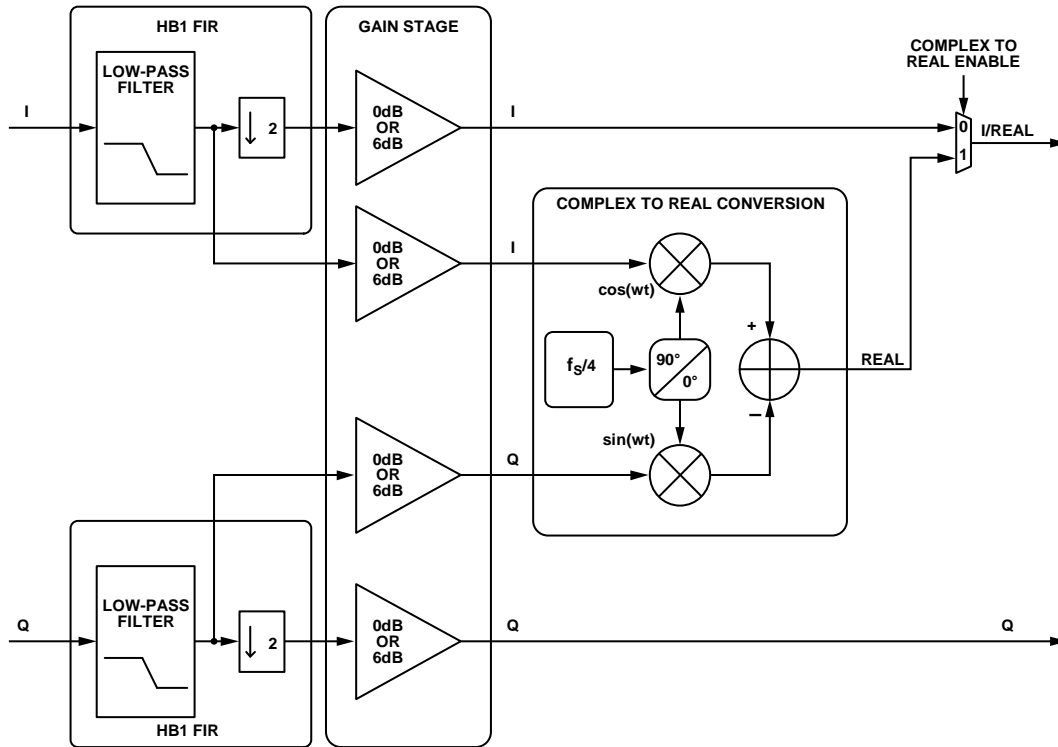 HB1 FIR
LOW-PASS
FILTER
I
2
GAIN STAGE
0dB
OR
6dB
I
COMPLEX TO
REAL ENABLE
0
1
I/REAL
0dB
OR
6dB
I
COMPLEX TO REAL CONVERSION
cos(wt)
fS/4
90°
0°
+
–
REAL
sin(wt)
0dB
OR
6dB
Q
Q
LOW-PASS
FILTER
2
HB1 FIR
0dB
OR
6dB
Q
Q